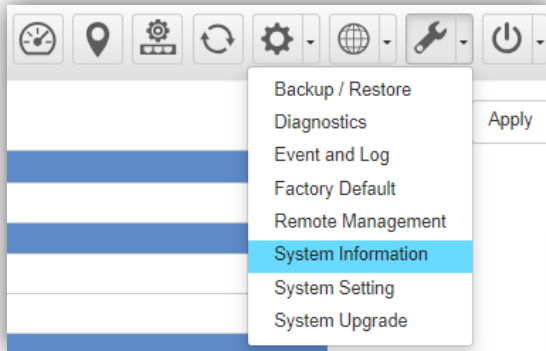 Backup / Restore
Diagnostics
Apply
Event and Log
Factory Default
Remote Management
System Information
System Setting
System Upgrade